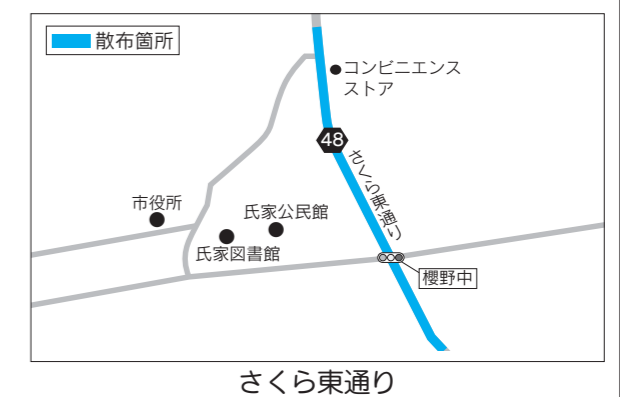 散布箇所
コンビニエンス
ストア
48
さくら東通り
市役所
氏家公民館
氏家図書館
櫻野中
さくら東通り